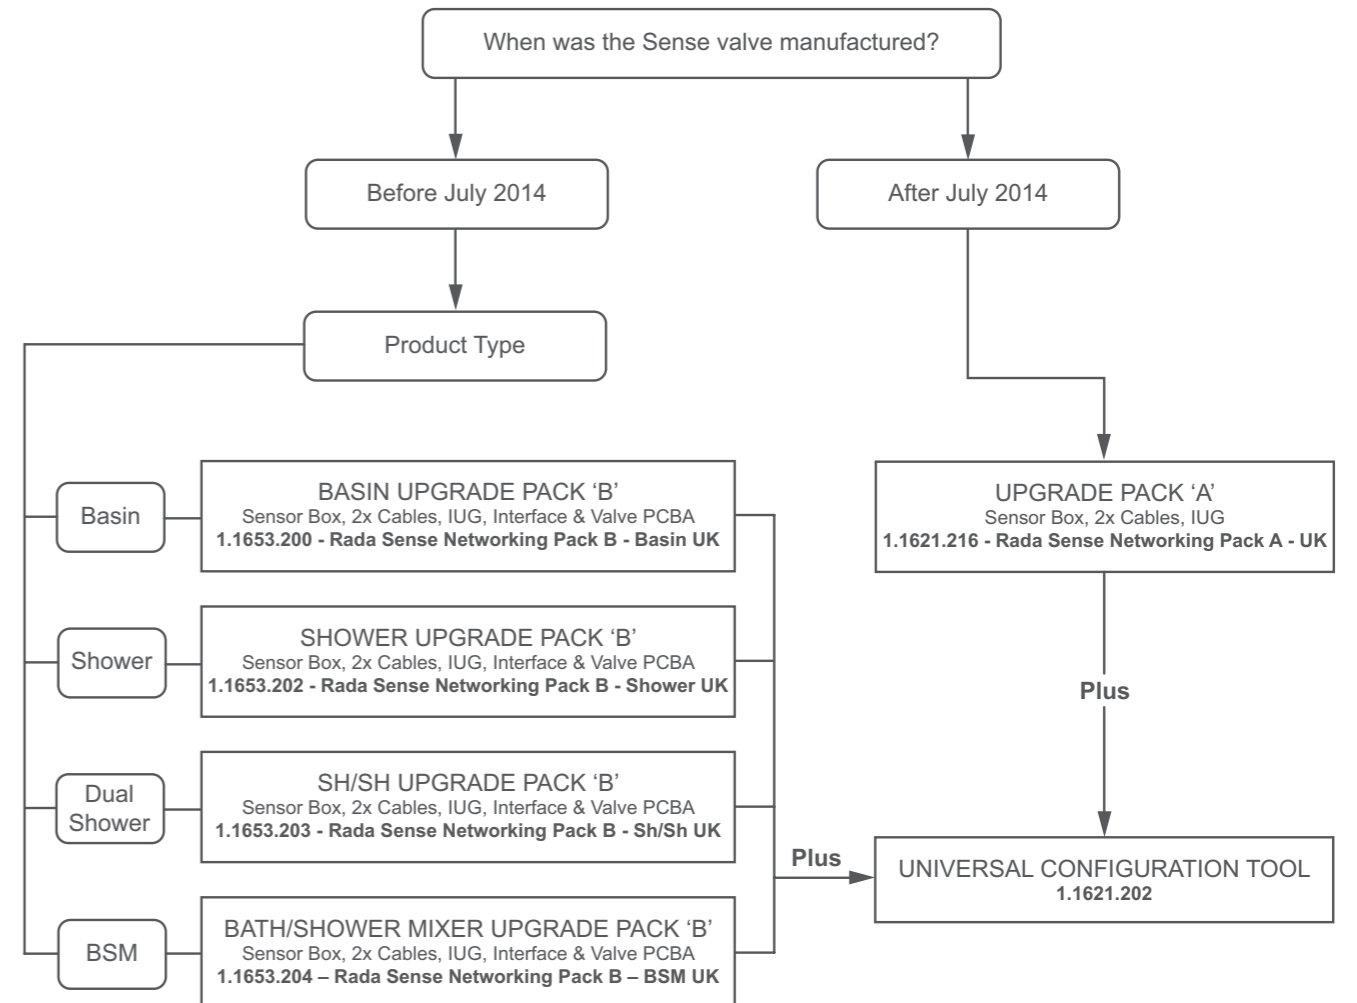 When was the Sense valve manufactured?
Before July 2014
After July 2014
Product Type
Basin
BASIN UPGRADE PACK ‘B’
Sensor Box, 2x Cables, IUG, Interface & Valve PCBA
1.1653.200 - Rada Sense Networking Pack B - Basin UK
UPGRADE PACK ‘A’
Sensor Box, 2x Cables, IUG
1.1621.216 - Rada Sense Networking Pack A - UK
Shower
SHOWER UPGRADE PACK ‘B’
Sensor Box, 2x Cables, IUG, Interface & Valve PCBA
1.1653.202 - Rada Sense Networking Pack B - Shower UK
Plus
Dual
Shower
SH/SH UPGRADE PACK ‘B’
Sensor Box, 2x Cables, IUG, Interface & Valve PCBA
1.1653.203 - Rada Sense Networking Pack B - Sh/Sh UK
Plus
UNIVERSAL CONFIGURATION TOOL
1.1621.202
BSM
BATH/SHOWER MIXER UPGRADE PACK ‘B’
Sensor Box, 2x Cables, IUG, Interface & Valve PCBA
1.1653.204 – Rada Sense Networking Pack B – BSM UK